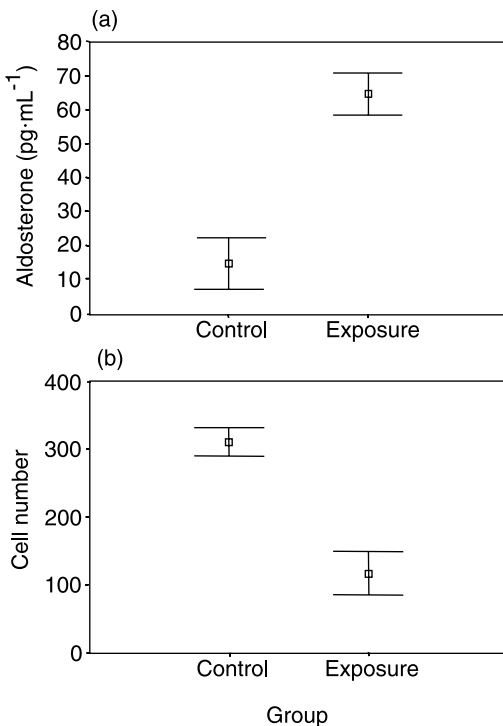 (a)
Aldosterone (pg·mL⁻¹)
80
70
60
50
40
30
20
10
0
Control Exposure
(b)
Cell number
400
300
200
100
0
Control Exposure
Group